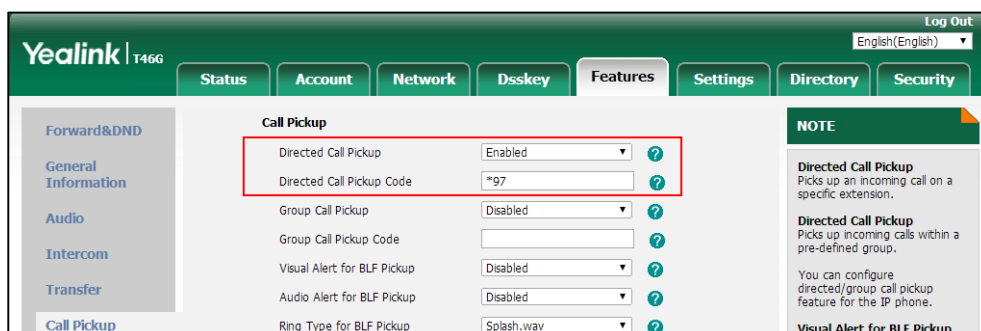 Log Out
English(English)
Yealink | T46G
Status Account Network Dsskey Features Settings Directory Security
Forward&DND
General
Information
Audio
Intercom
Transfer
Call Pickup
Call Pickup
Directed Call Pickup Enabled ?
Directed Call Pickup Code *97 ?
Group Call Pickup Disabled ?
Group Call Pickup Code ?
Visual Alert for BLF Pickup Disabled ?
Audio Alert for BLF Pickup Disabled ?
Ring Type for BLF Pickup Splash.wav ?
NOTE
Directed Call Pickup
Picks up an incoming call on a
specific extension.
Directed Call Pickup
Picks up incoming calls within a
pre-defined group.
You can configure
directed/group call pickup
feature for the IP phone.
Visual Alert for BLF Pickup